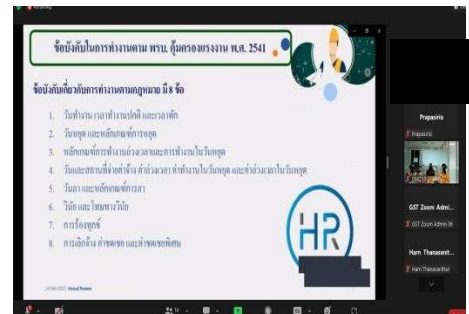 ข้อบังคับในการทำงานตาม พรบ. คุ้มครองแรงงาน พ.ศ. 2541
ข้อบังคับเกี่ยวกับการทำงานตามกฎหมาย มี 8 ข้อ
1. วันทำงาน เวลาทำงานปกติ และเวลาพัก
2. วันหยุด และหลักเกณฑ์การหยุด
3. หลักเกณฑ์การทำงานล่วงเวลาและการทำงานในวันหยุด
4. วันและสถานที่จ่ายค่าจ้าง ค่าล่วงเวลา ค่าทำงานในวันหยุด และค่าล่วงเวลาในวันหยุด
5. วันลา และหลักเกณฑ์การลา
6. วินัย และโทษทางวินัย
7. การร้องทุกข์
8. การเลิกจ้าง ค่าชดเชย และค่าชดเชยพิเศษ
HR
Annual Review
Prapasirio
Prapasirio
GST Zoom Admi...
GST Zoom Admin 06
Harn Thanasanit...
Harn Thanasanitkul